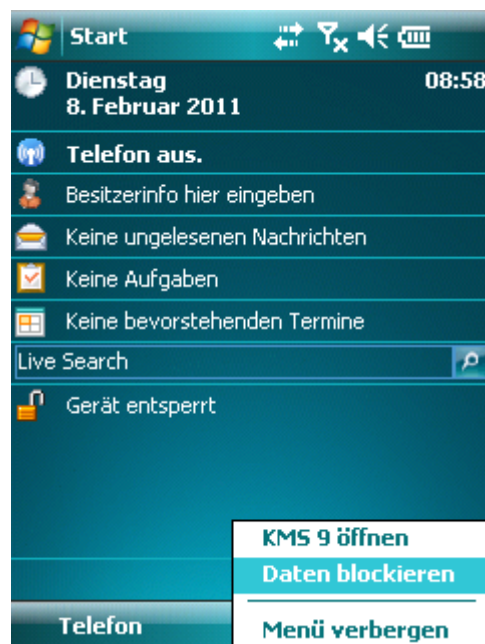 Start
Dienstag 08:58
8. Februar 2011
Telefon aus.
Besitzerinfo hier eingeben
Keine ungelesenen Nachrichten
Keine Aufgaben
Keine bevorstehenden Termine
Live Search
Gerät entsperrt
KMS 9 öffnen
Daten blockieren
Telefon
Menü verbergen